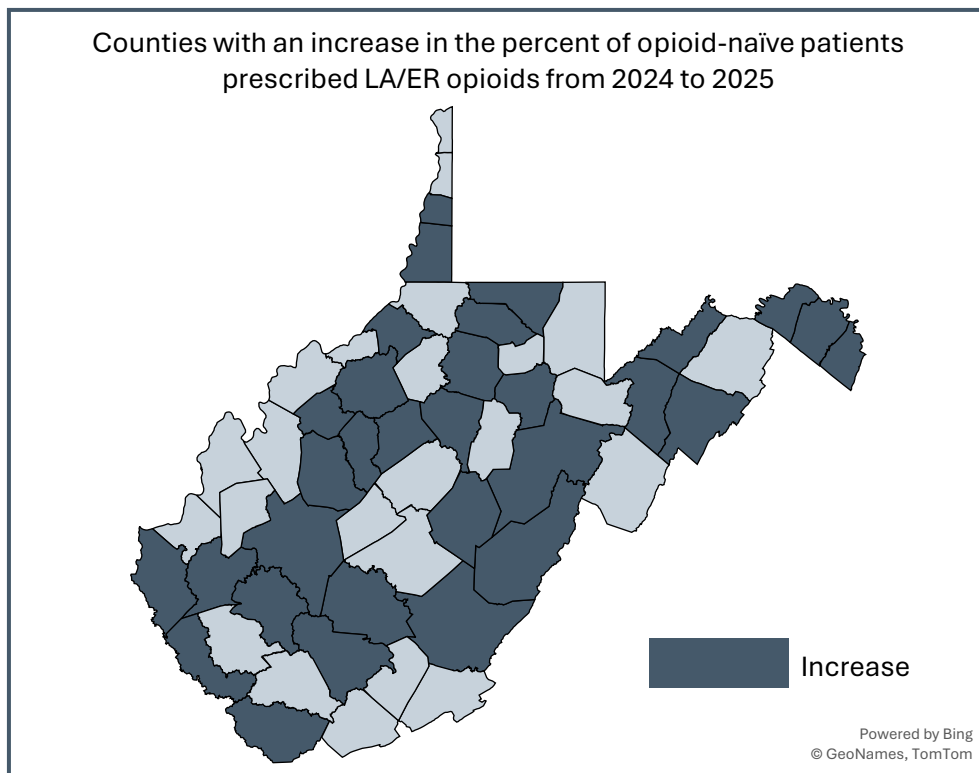 Counties with an increase in the percent of opioid-naïve patients
prescribed LA/ER opioids from 2024 to 2025
Increase
Powered by Bing
© GeoNames, TomTom